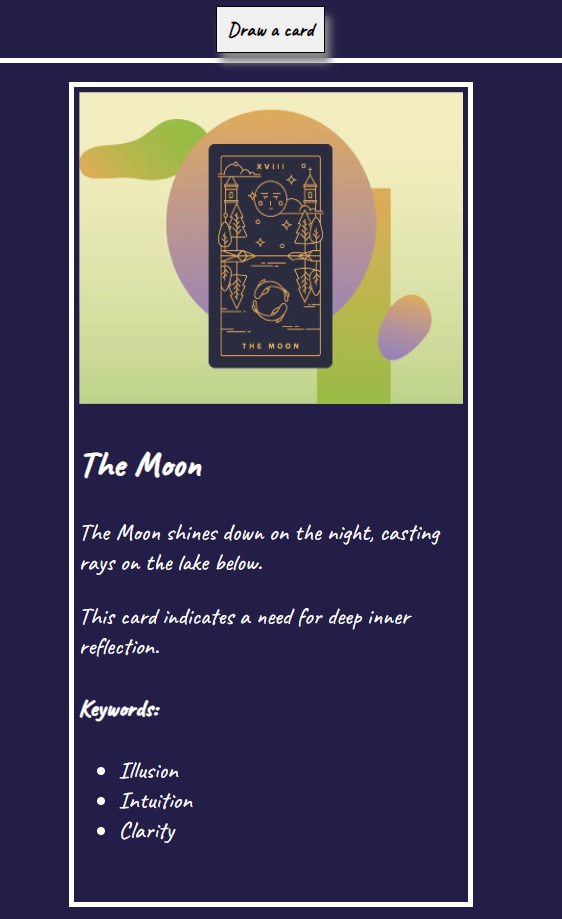 Draw a card
XVIII
THE MOON
The Moon
The Moon shines down on the night, casting
rays on the lake below.
This card indicates a need for deep inner
reflection.
Keywords:
Illusion
Intuition
Clarity